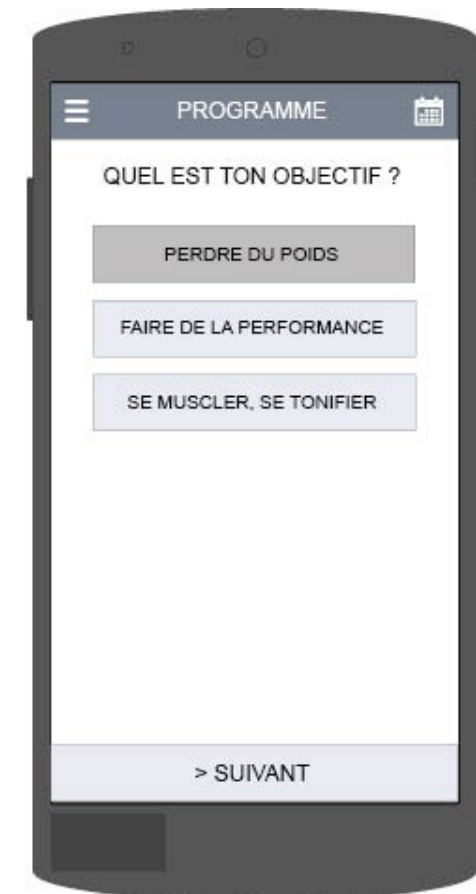 PROGRAMME
QUEL EST TON OBJECTIF ?
PERDRE DU POIDS
FAIRE DE LA PERFORMANCE
SE MUSCLER, SE TONIFIER
> SUIVANT